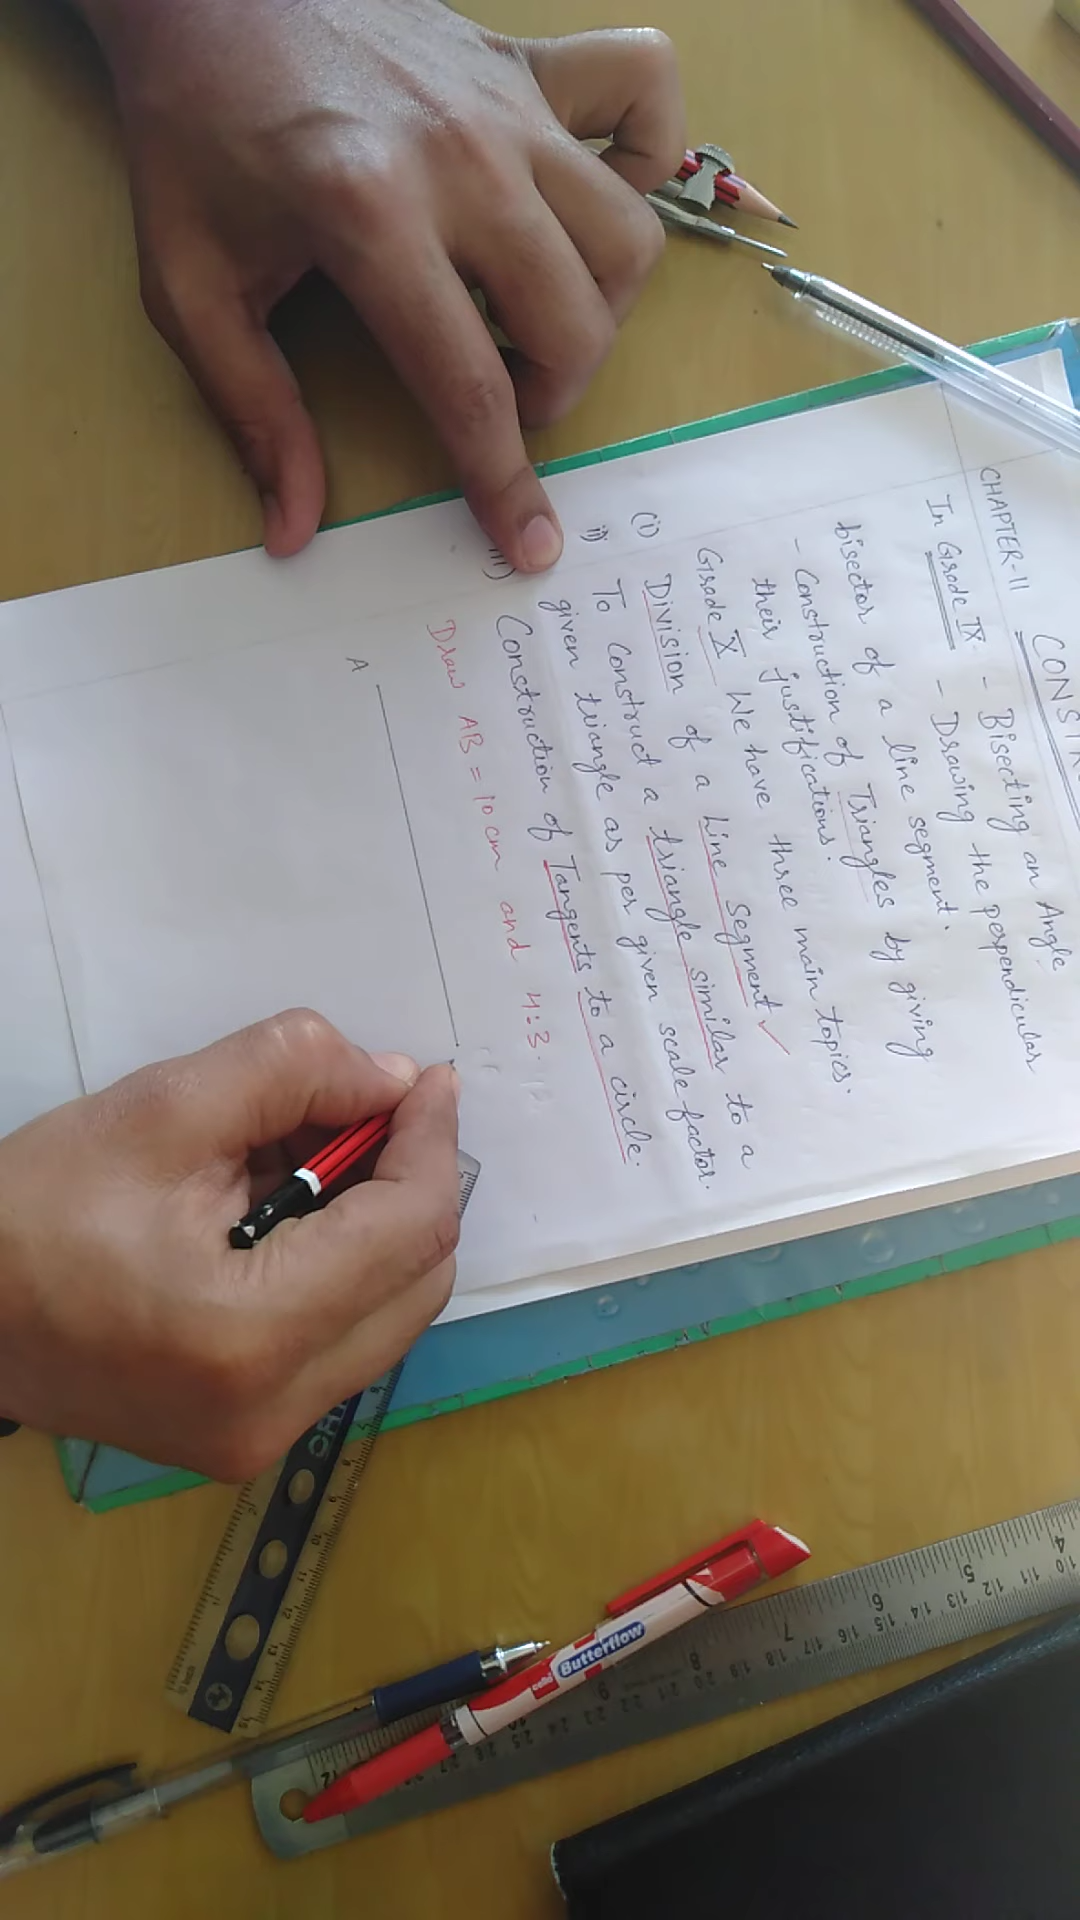 CHAPTER-11
CONST
In Grade IX - - Bisecting an Angle
- Drawing the perpendicular
bisector of a line segment.
- Construction of Triangles by giving
their justifications.
Grade X We have three main topics.
(i) Division of a Line segment ✓
ii) To Construct a triangle similar to a
given triangle as per given scale factor.
iii) Construction of Tangents to a circle.
Draw AB = 10 cm and 4:3.
A
cello Butterflow